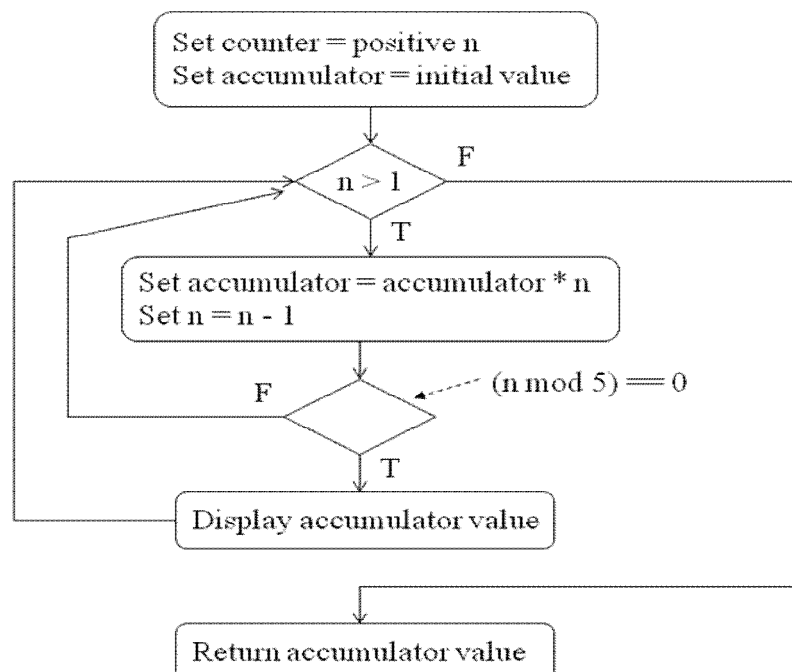 Set counter = positive n
Set accumulator = initial value
n > 1
F
T
Set accumulator = accumulator * n
Set n = n - 1
(n mod 5) == 0
F
T
Display accumulator value
Return accumulator value